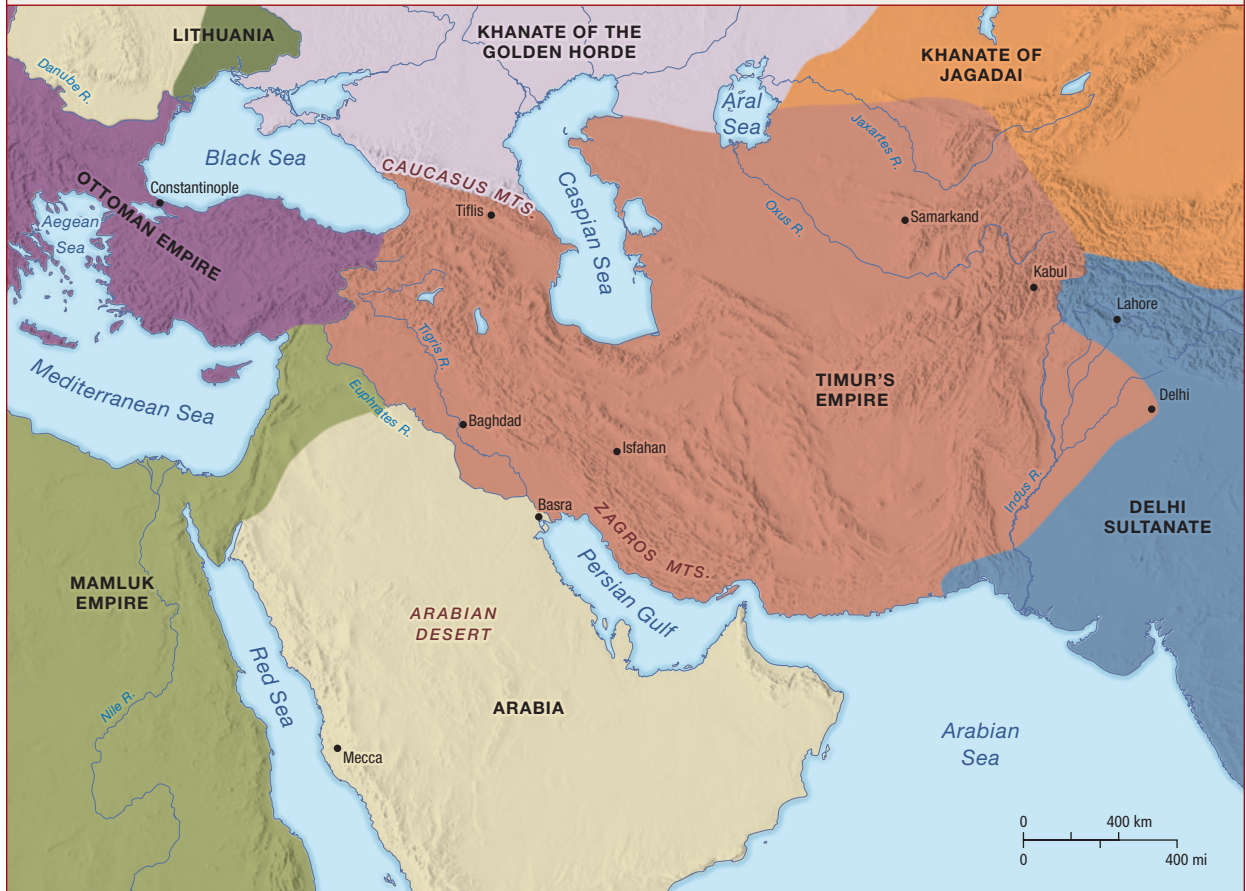 LITHUANIA
KHANATE OF THE
GOLDEN HORDE
KHANATE OF
JAGADAI
Danube R.
Aral
Sea
Jaxartes R.
Black Sea
CAUCASUS MTS.
Caspian Sea
OTTOMAN EMPIRE
Constantinople
Tiflis
Oxus R.
Samarkand
Aegean
Sea
Kabul
Lahore
Tigris R.
Mediterranean Sea
Euphrates R.
TIMUR'S
EMPIRE
Delhi
Baghdad
Isfahan
Indus R.
Basra
ZAGROS MTS.
DELHI
SULTANATE
Persian Gulf
MAMLUK
EMPIRE
ARABIAN
DESERT
Red Sea
Nile R.
ARABIA
Mecca
Arabian
Sea
0 400 km
0 400 mi